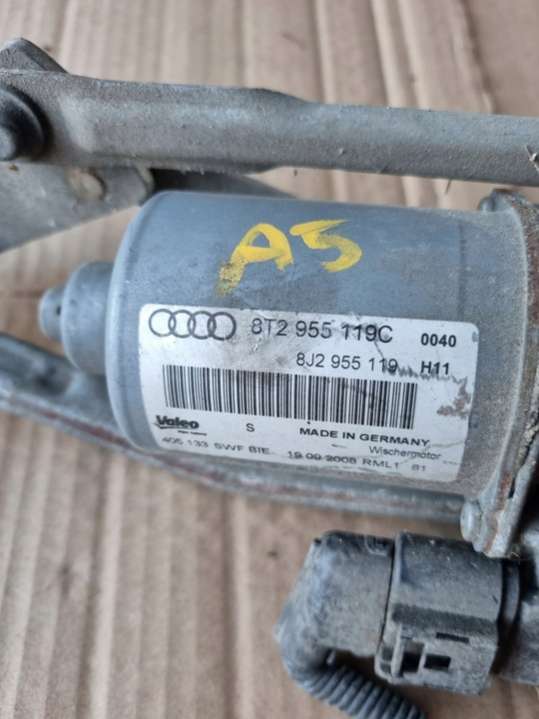 A5
8T2 955 119C 0040
8J2 955 119 H11
Valeo S MADE IN GERMANY
Wischermotor
405 133 SWF BIE. 19 09 2008 RML1 81